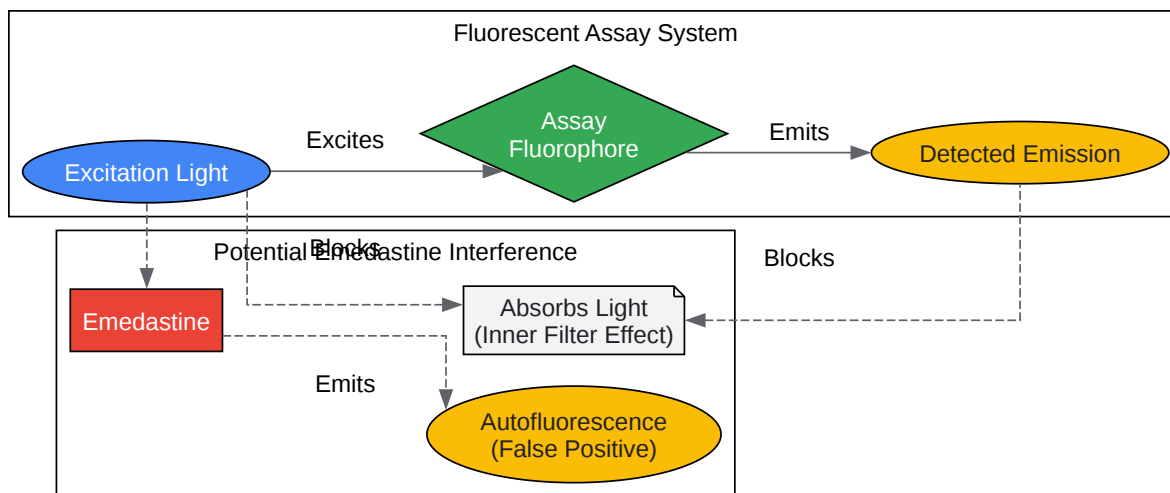 Fluorescent Assay System
Excitation Light
Excites
Assay
Fluorophore
Emits
Detected Emission
Blocks
Potential Emedastine Interference
Blocks
Emedastine
Absorbs Light
(Inner Filter Effect)
Emits
Autofluorescence
(False Positive)